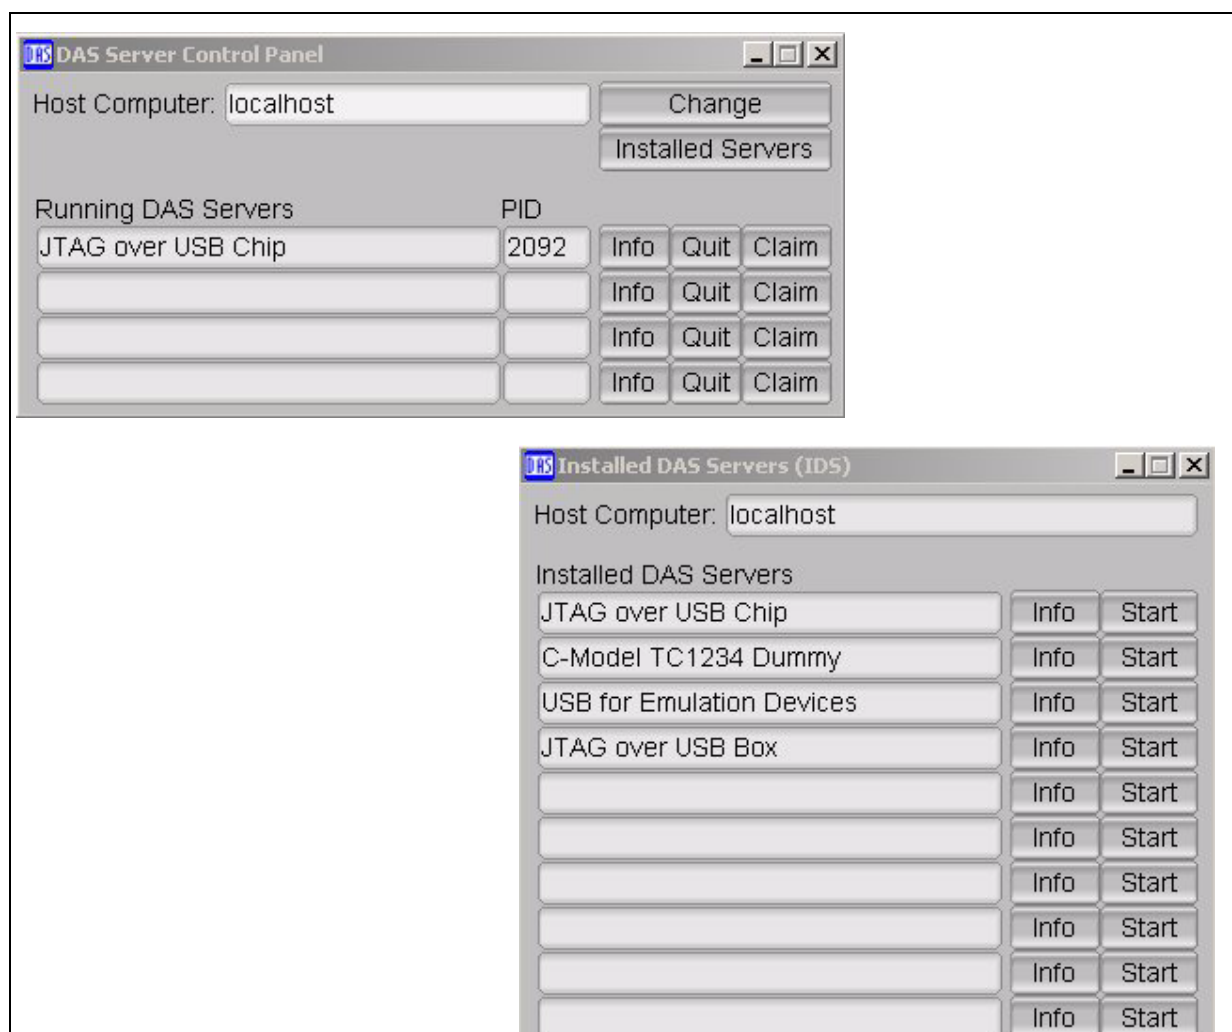 DAS DAS Server Control Panel
Host Computer: localhost Change
Installed Servers
Running DAS Servers PID
JTAG over USB Chip 2092 Info Quit Claim
Info Quit Claim
Info Quit Claim
Info Quit Claim
DAS Installed DAS Servers (IDS)
Host Computer: localhost
Installed DAS Servers
JTAG over USB Chip Info Start
C-Model TC1234 Dummy Info Start
USB for Emulation Devices Info Start
JTAG over USB Box Info Start
Info Start
Info Start
Info Start
Info Start
Info Start
Info Start